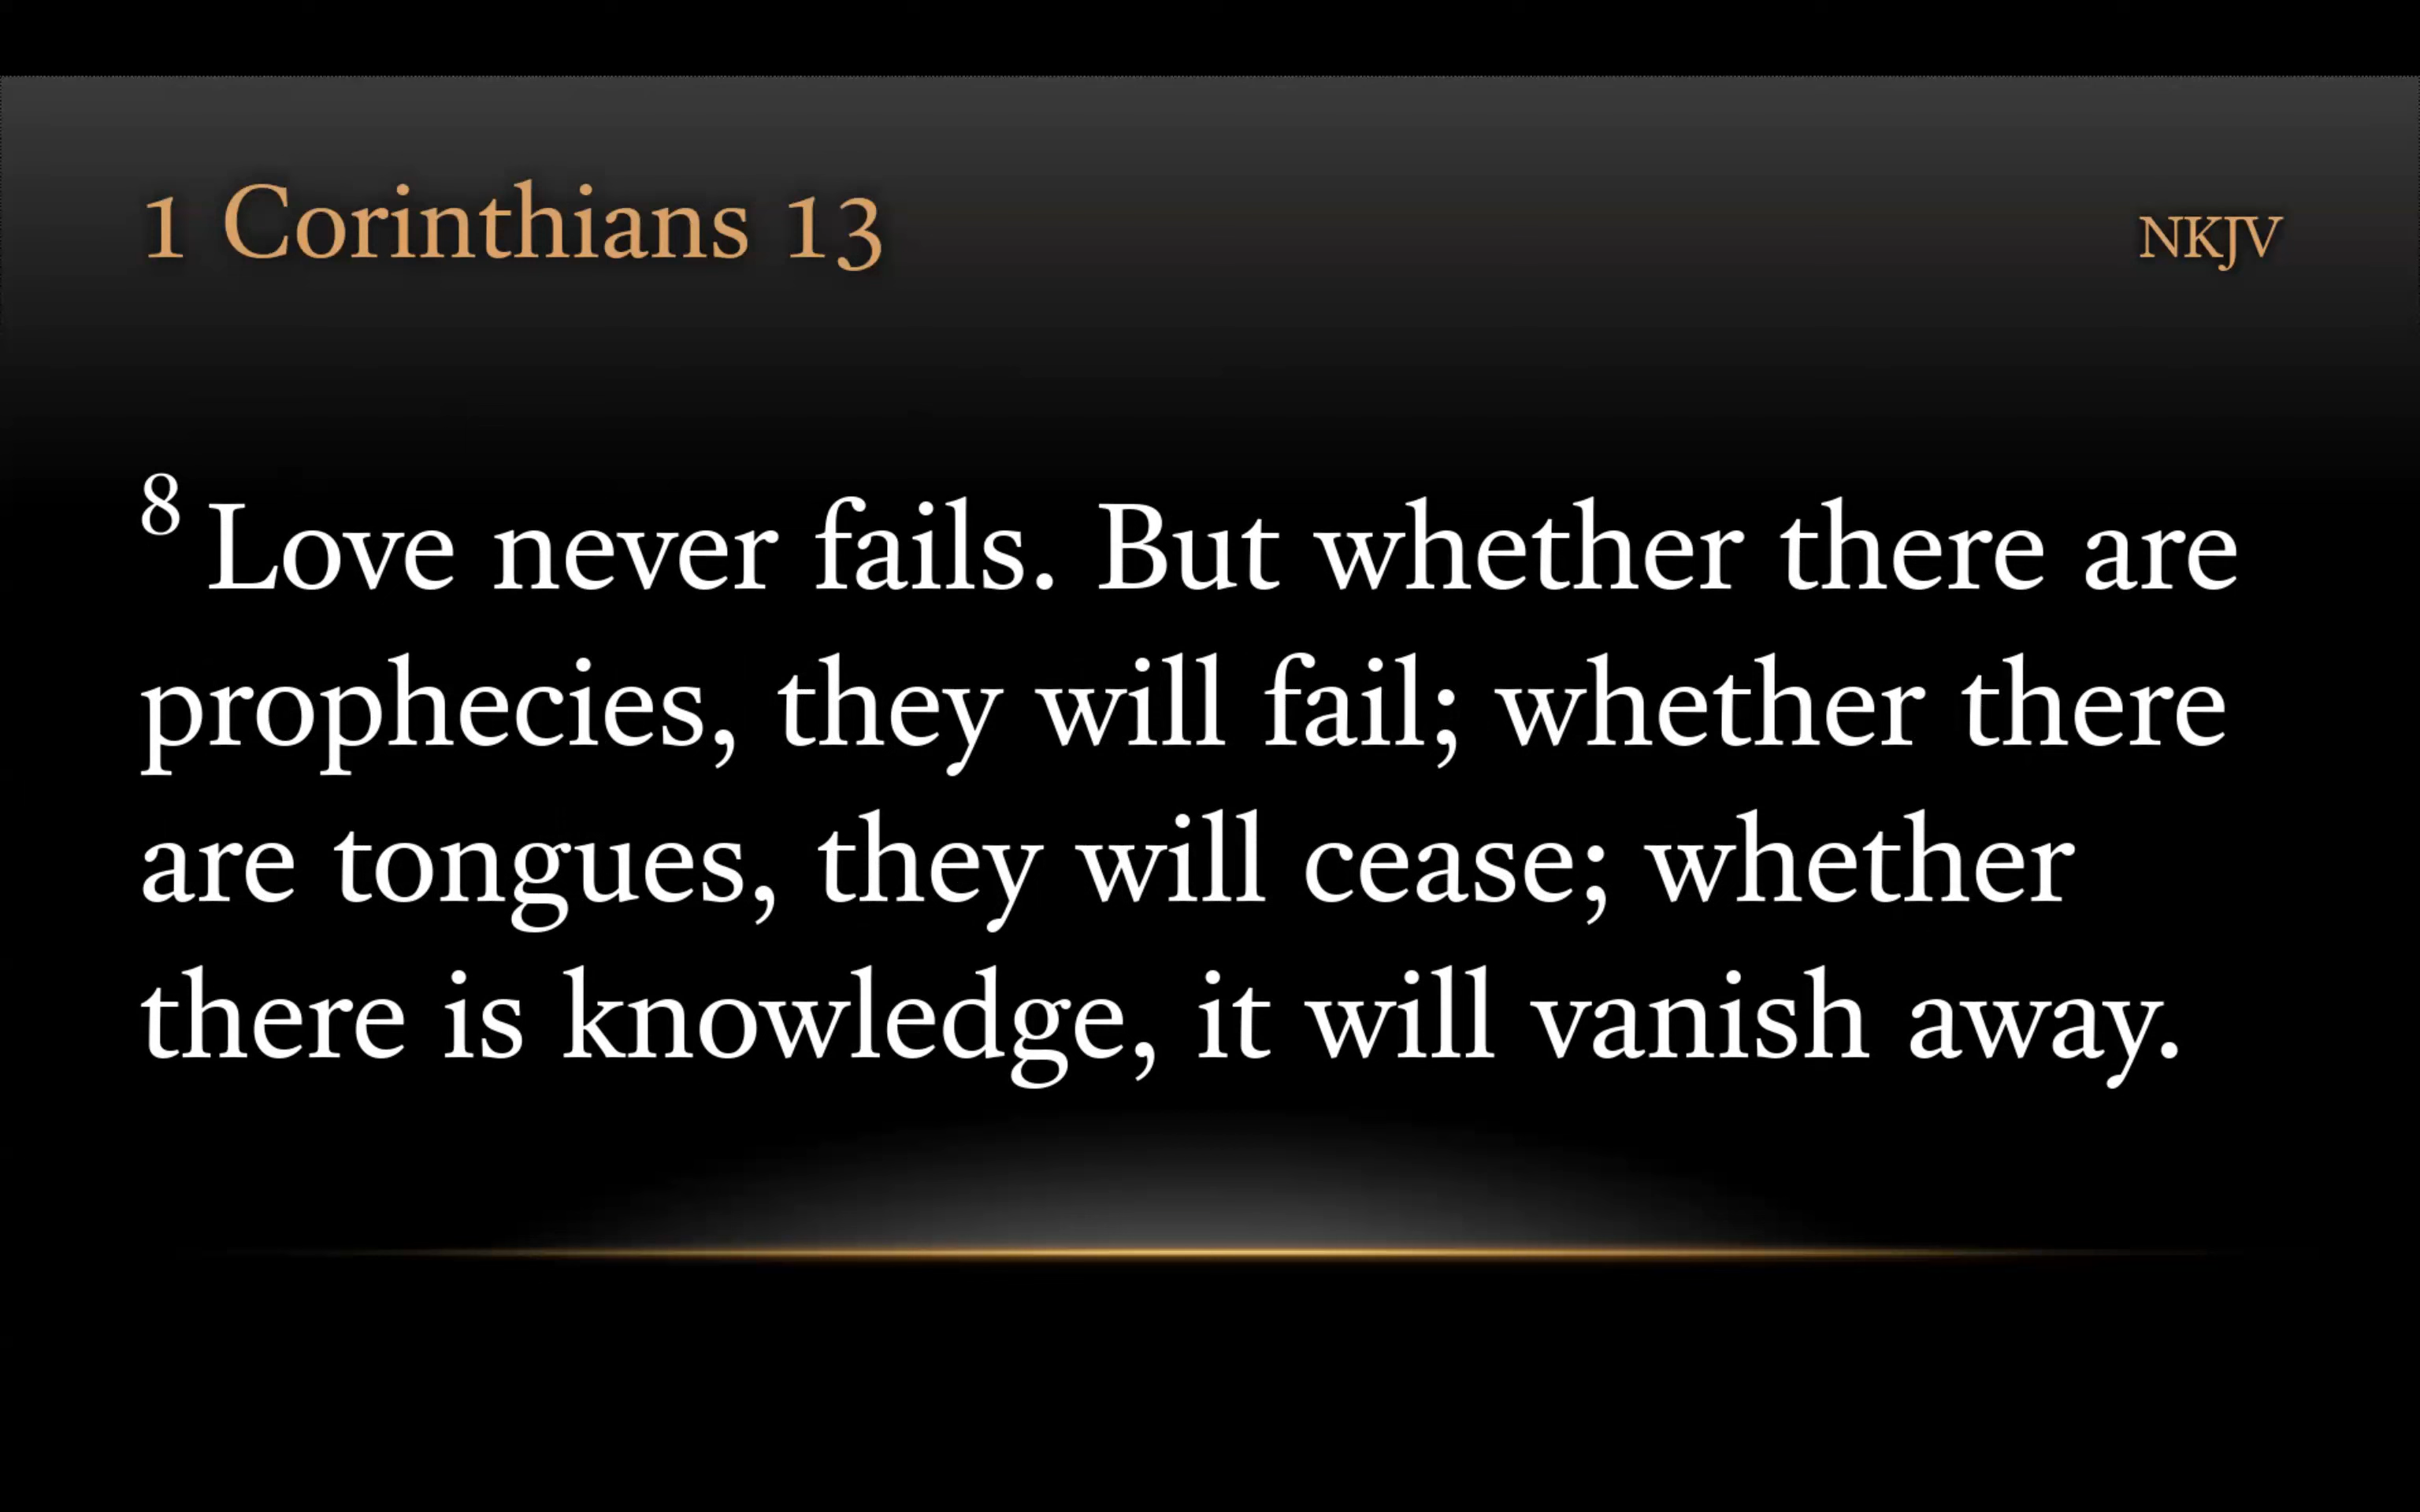 1 Corinthians 13 NKJV
8 Love never fails. But whether there are
prophecies, they will fail; whether there
are tongues, they will cease; whether
there is knowledge, it will vanish away.